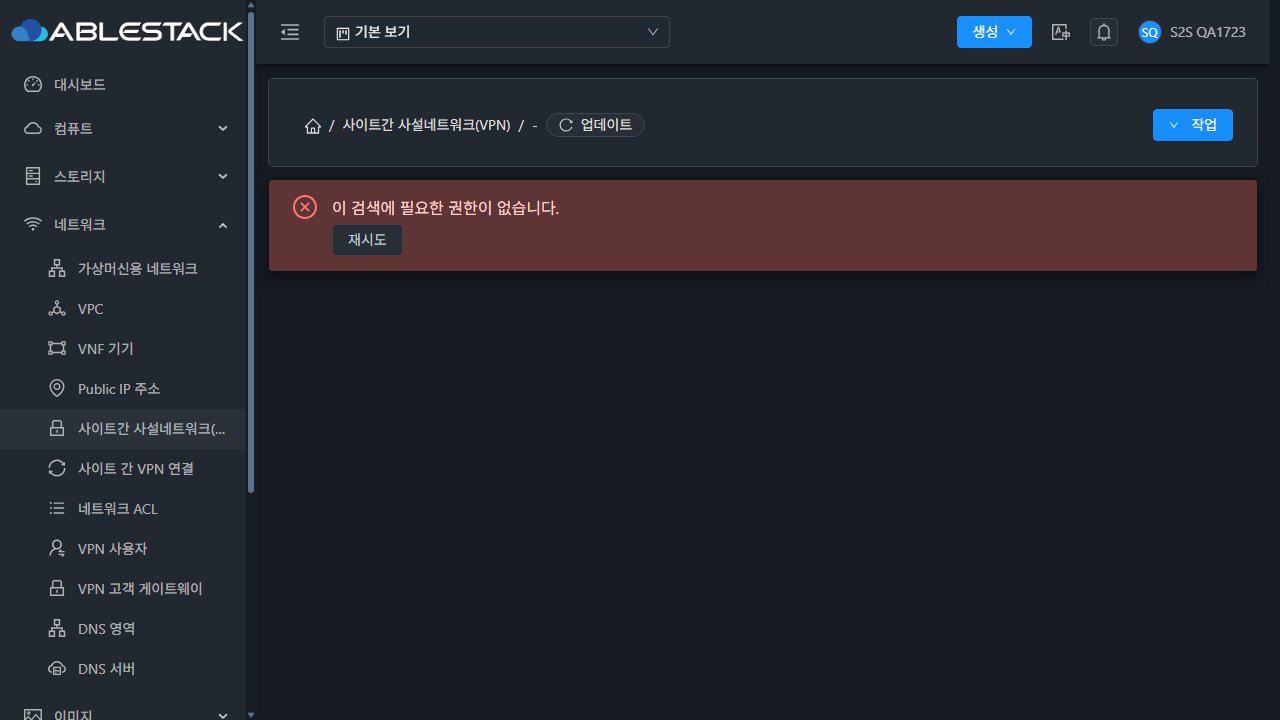 ABLESTACK
기본 보기
생성
SQ
S2S QA1723
대시보드
컴퓨트
스토리지
네트워크
가상머신용 네트워크
VPC
VNF 기기
Public IP 주소
사이트간 사설네트워크(...
사이트 간 VPN 연결
네트워크 ACL
VPN 사용자
VPN 고객 게이트웨이
DNS 영역
DNS 서버
이미지
/ 사이트간 사설네트워크(VPN) / -
업데이트
작업
이 검색에 필요한 권한이 없습니다.
재시도